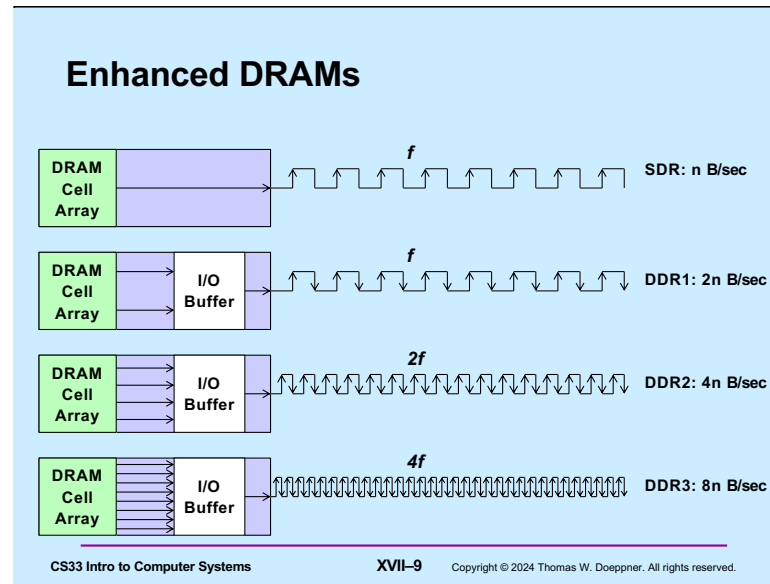 Enhanced DRAMs
DRAM
Cell
Array
f
SDR: n B/sec
DRAM
Cell
Array
I/O
Buffer
f
DDR1: 2n B/sec
DRAM
Cell
Array
I/O
Buffer
2f
DDR2: 4n B/sec
DRAM
Cell
Array
I/O
Buffer
4f
DDR3: 8n B/sec
CS33 Intro to Computer Systems XVII–9 Copyright © 2024 Thomas W. Doeppner. All rights reserved.